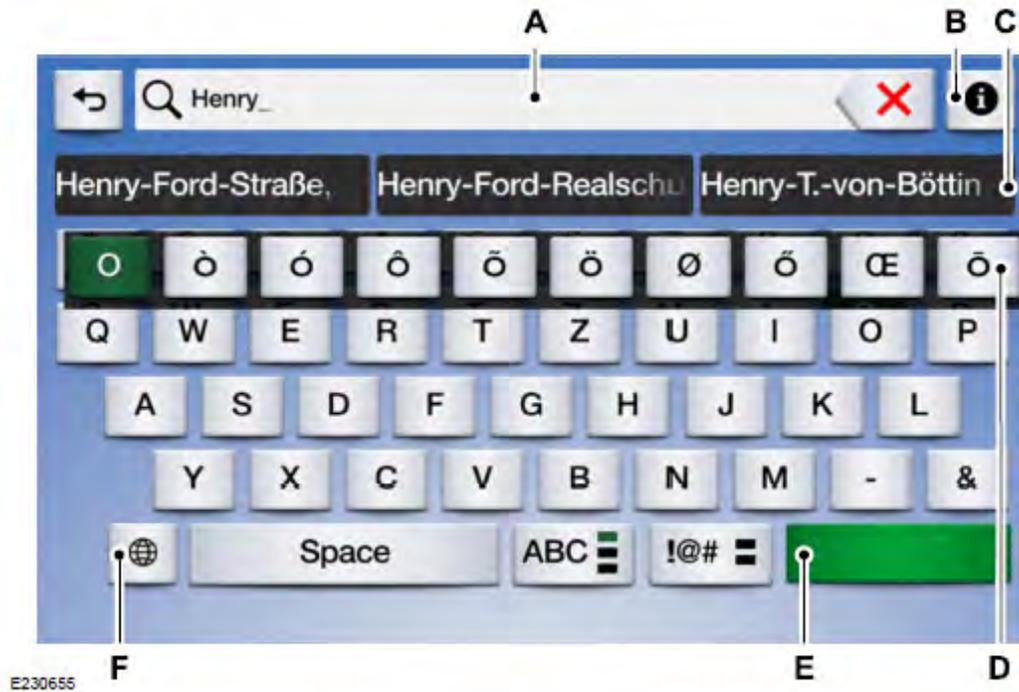 A B C
Henry_
Henry-Ford-Straße, Henry-Ford-Realschu Henry-T.-von-Böttin
O Ò Ó Ô Õ Ö Ø Ő Œ Ō
Q W E R T Z U I O P
A S D F G H J K L
Y X C V B N M - &
Space ABC !@#
F E D
E230655